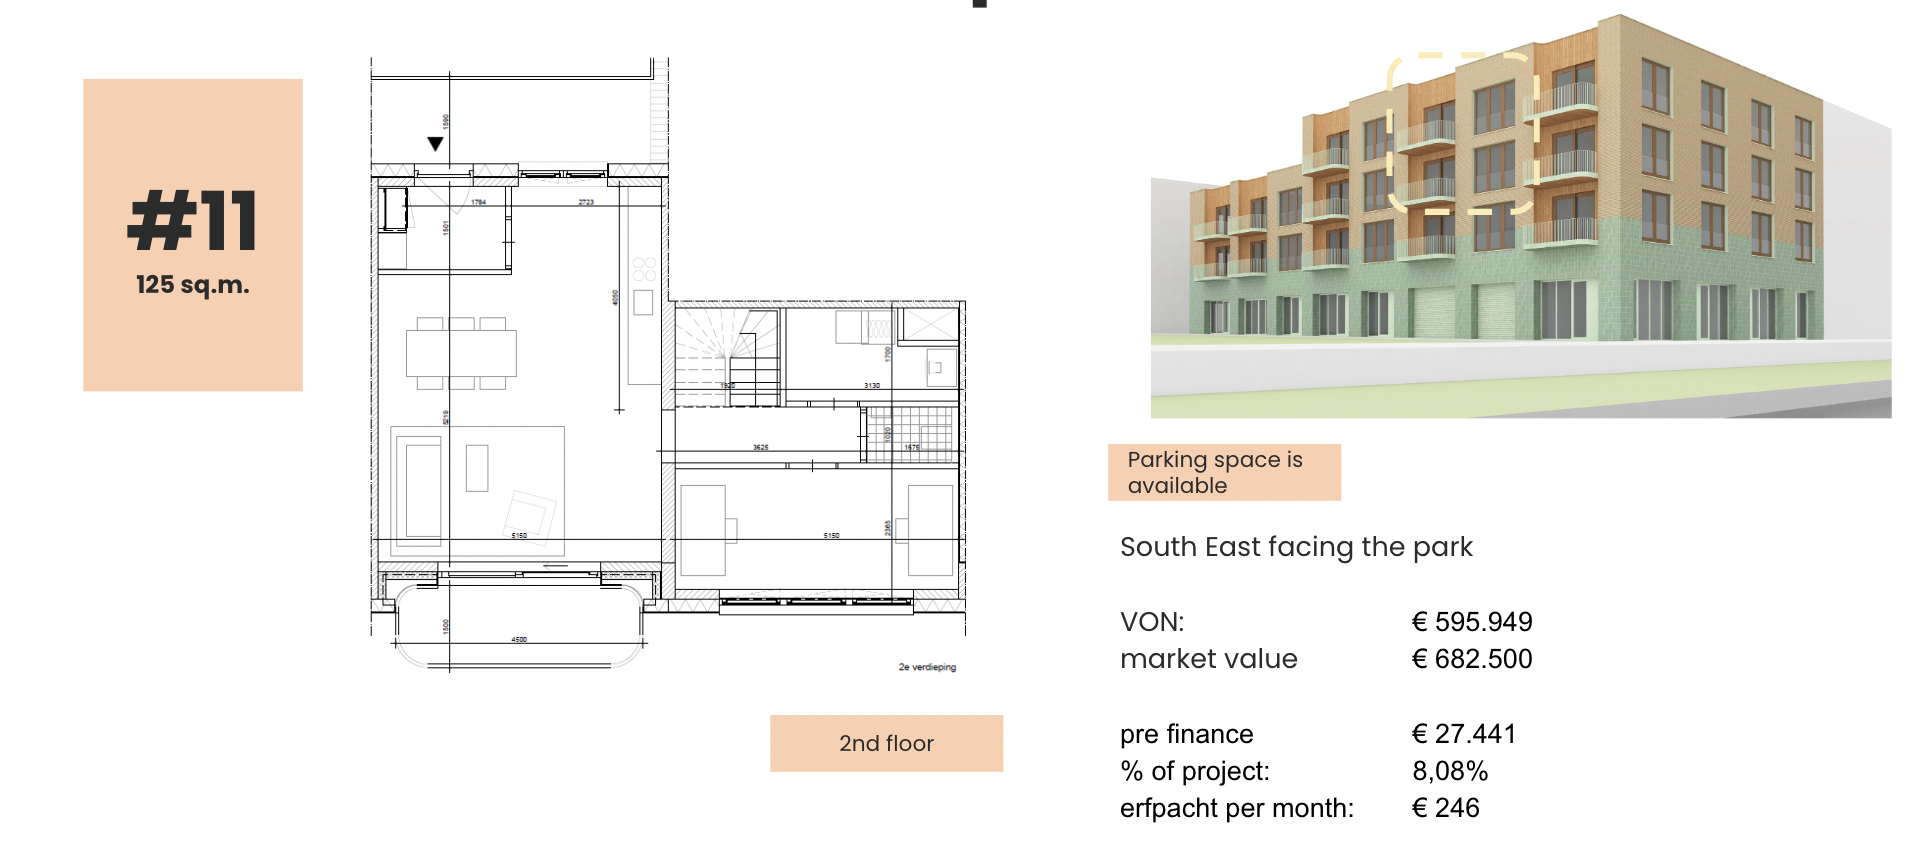 #11
125 sq.m.
1590
1784
2723
1501
4050
5219
1920
3130
1700
3625
1020
1675
5150
5150
2365
1500
4500
2e verdieping
2nd floor
Parking space is
available
South East facing the park
VON: € 595.949
market value € 682.500
pre finance € 27.441
% of project: 8,08%
erfpacht per month: € 246